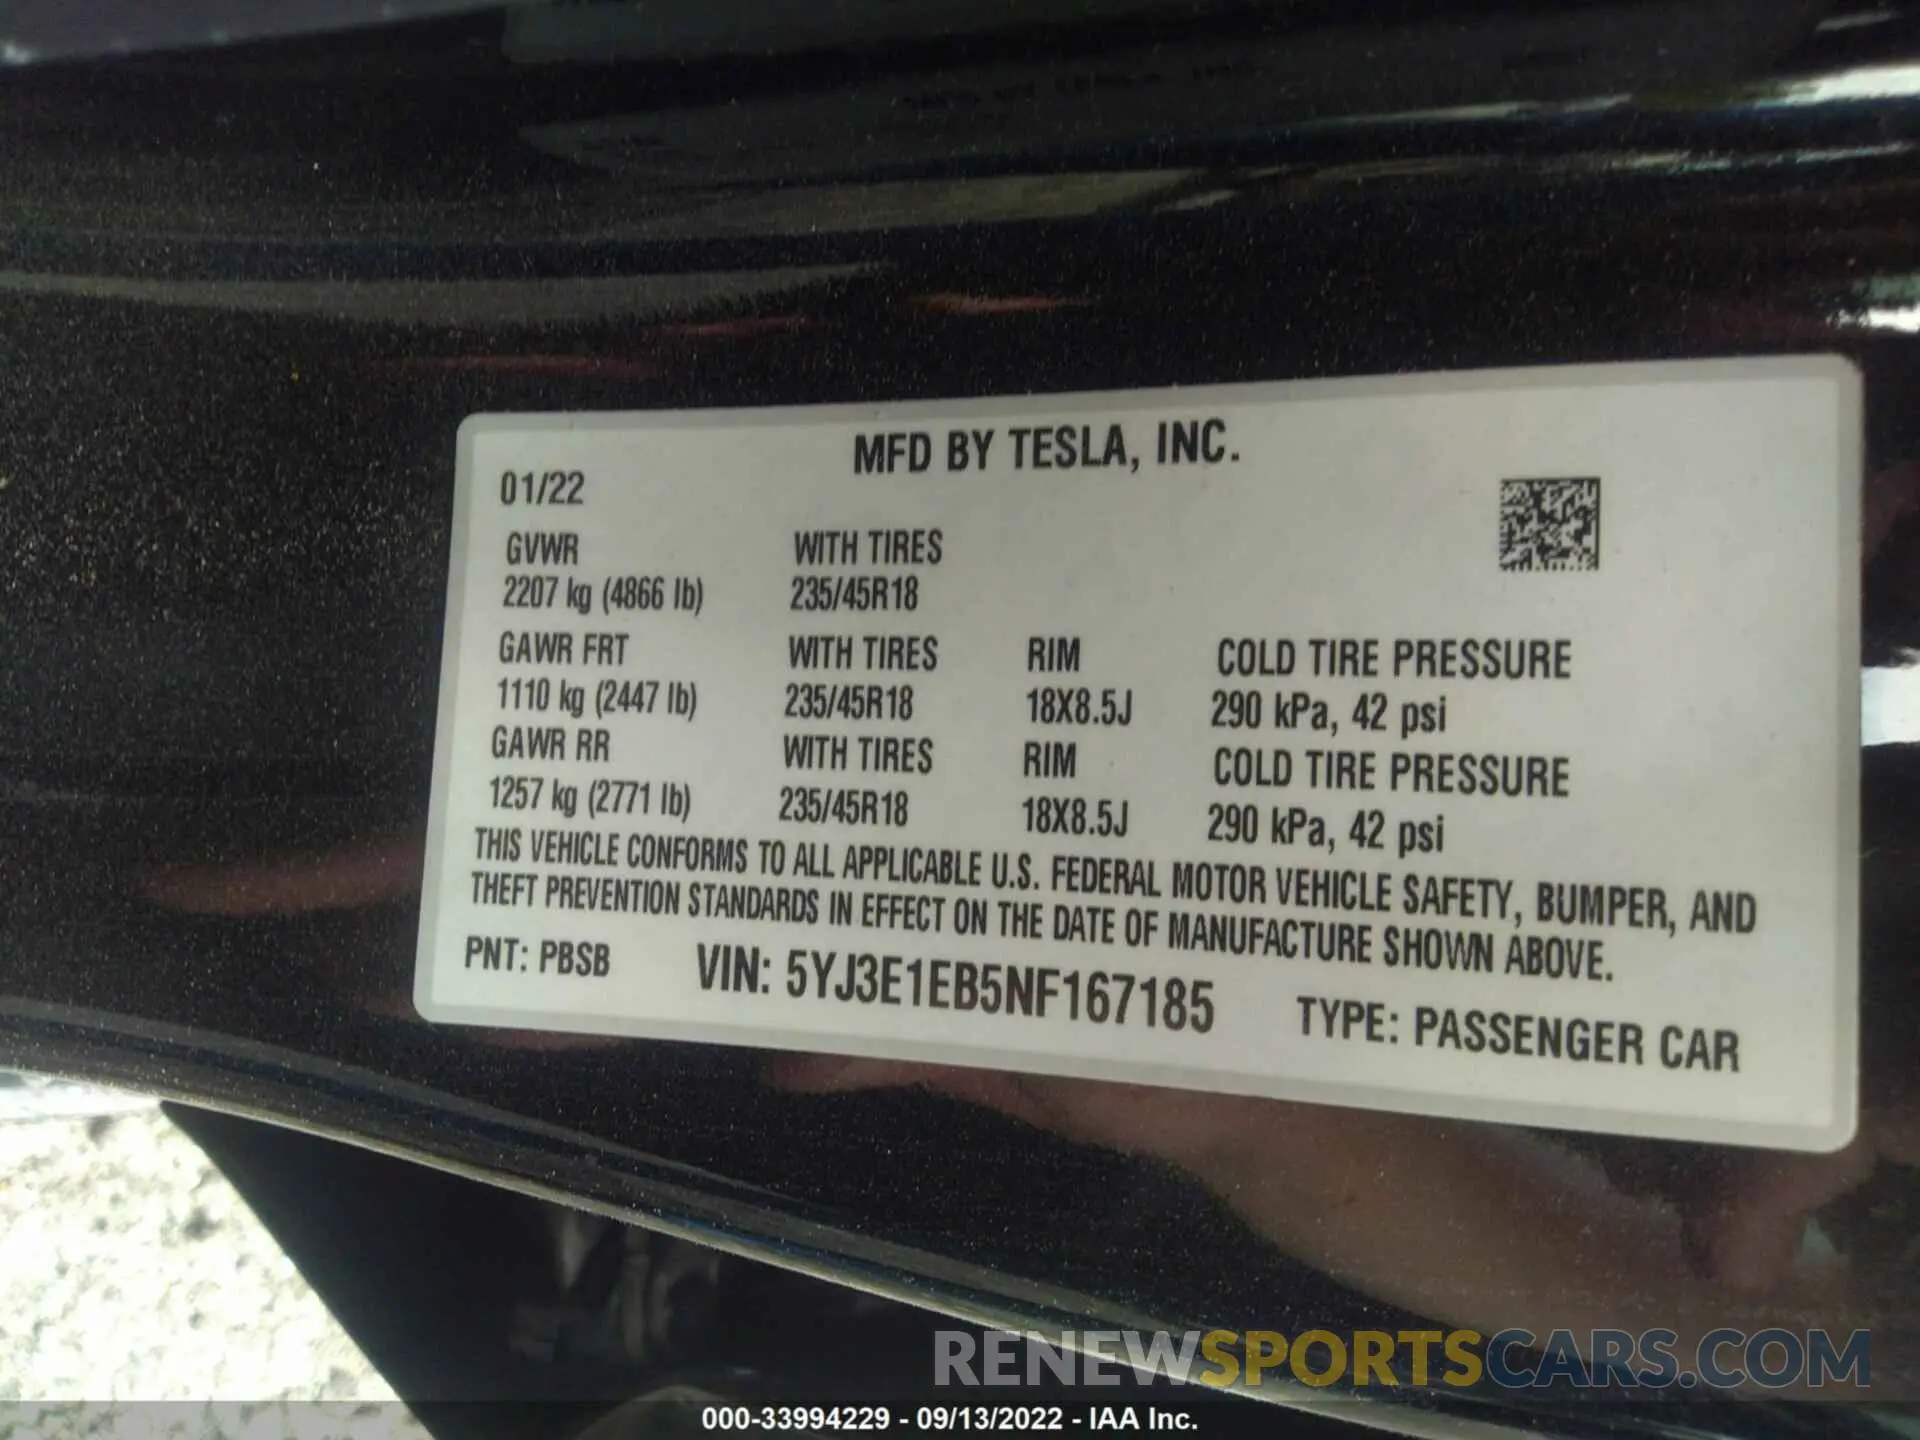 MFD BY TESLA, INC.
01/22
GVWR WITH TIRES
2207 kg (4866 lb) 235/45R18
GAWR FRT WITH TIRES RIM COLD TIRE PRESSURE
1110 kg (2447 lb) 235/45R18 18X8.5J 290 kPa, 42 psi
GAWR RR WITH TIRES RIM COLD TIRE PRESSURE
1257 kg (2771 lb) 235/45R18 18X8.5J 290 kPa, 42 psi
THIS VEHICLE CONFORMS TO ALL APPLICABLE U.S. FEDERAL MOTOR VEHICLE SAFETY, BUMPER, AND
THEFT PREVENTION STANDARDS IN EFFECT ON THE DATE OF MANUFACTURE SHOWN ABOVE.
PNT: PBSB VIN: 5YJ3E1EB5NF167185 TYPE: PASSENGER CAR
RENEWSPORTSCARS.COM
000-33994229 - 09/13/2022 - IAA Inc.